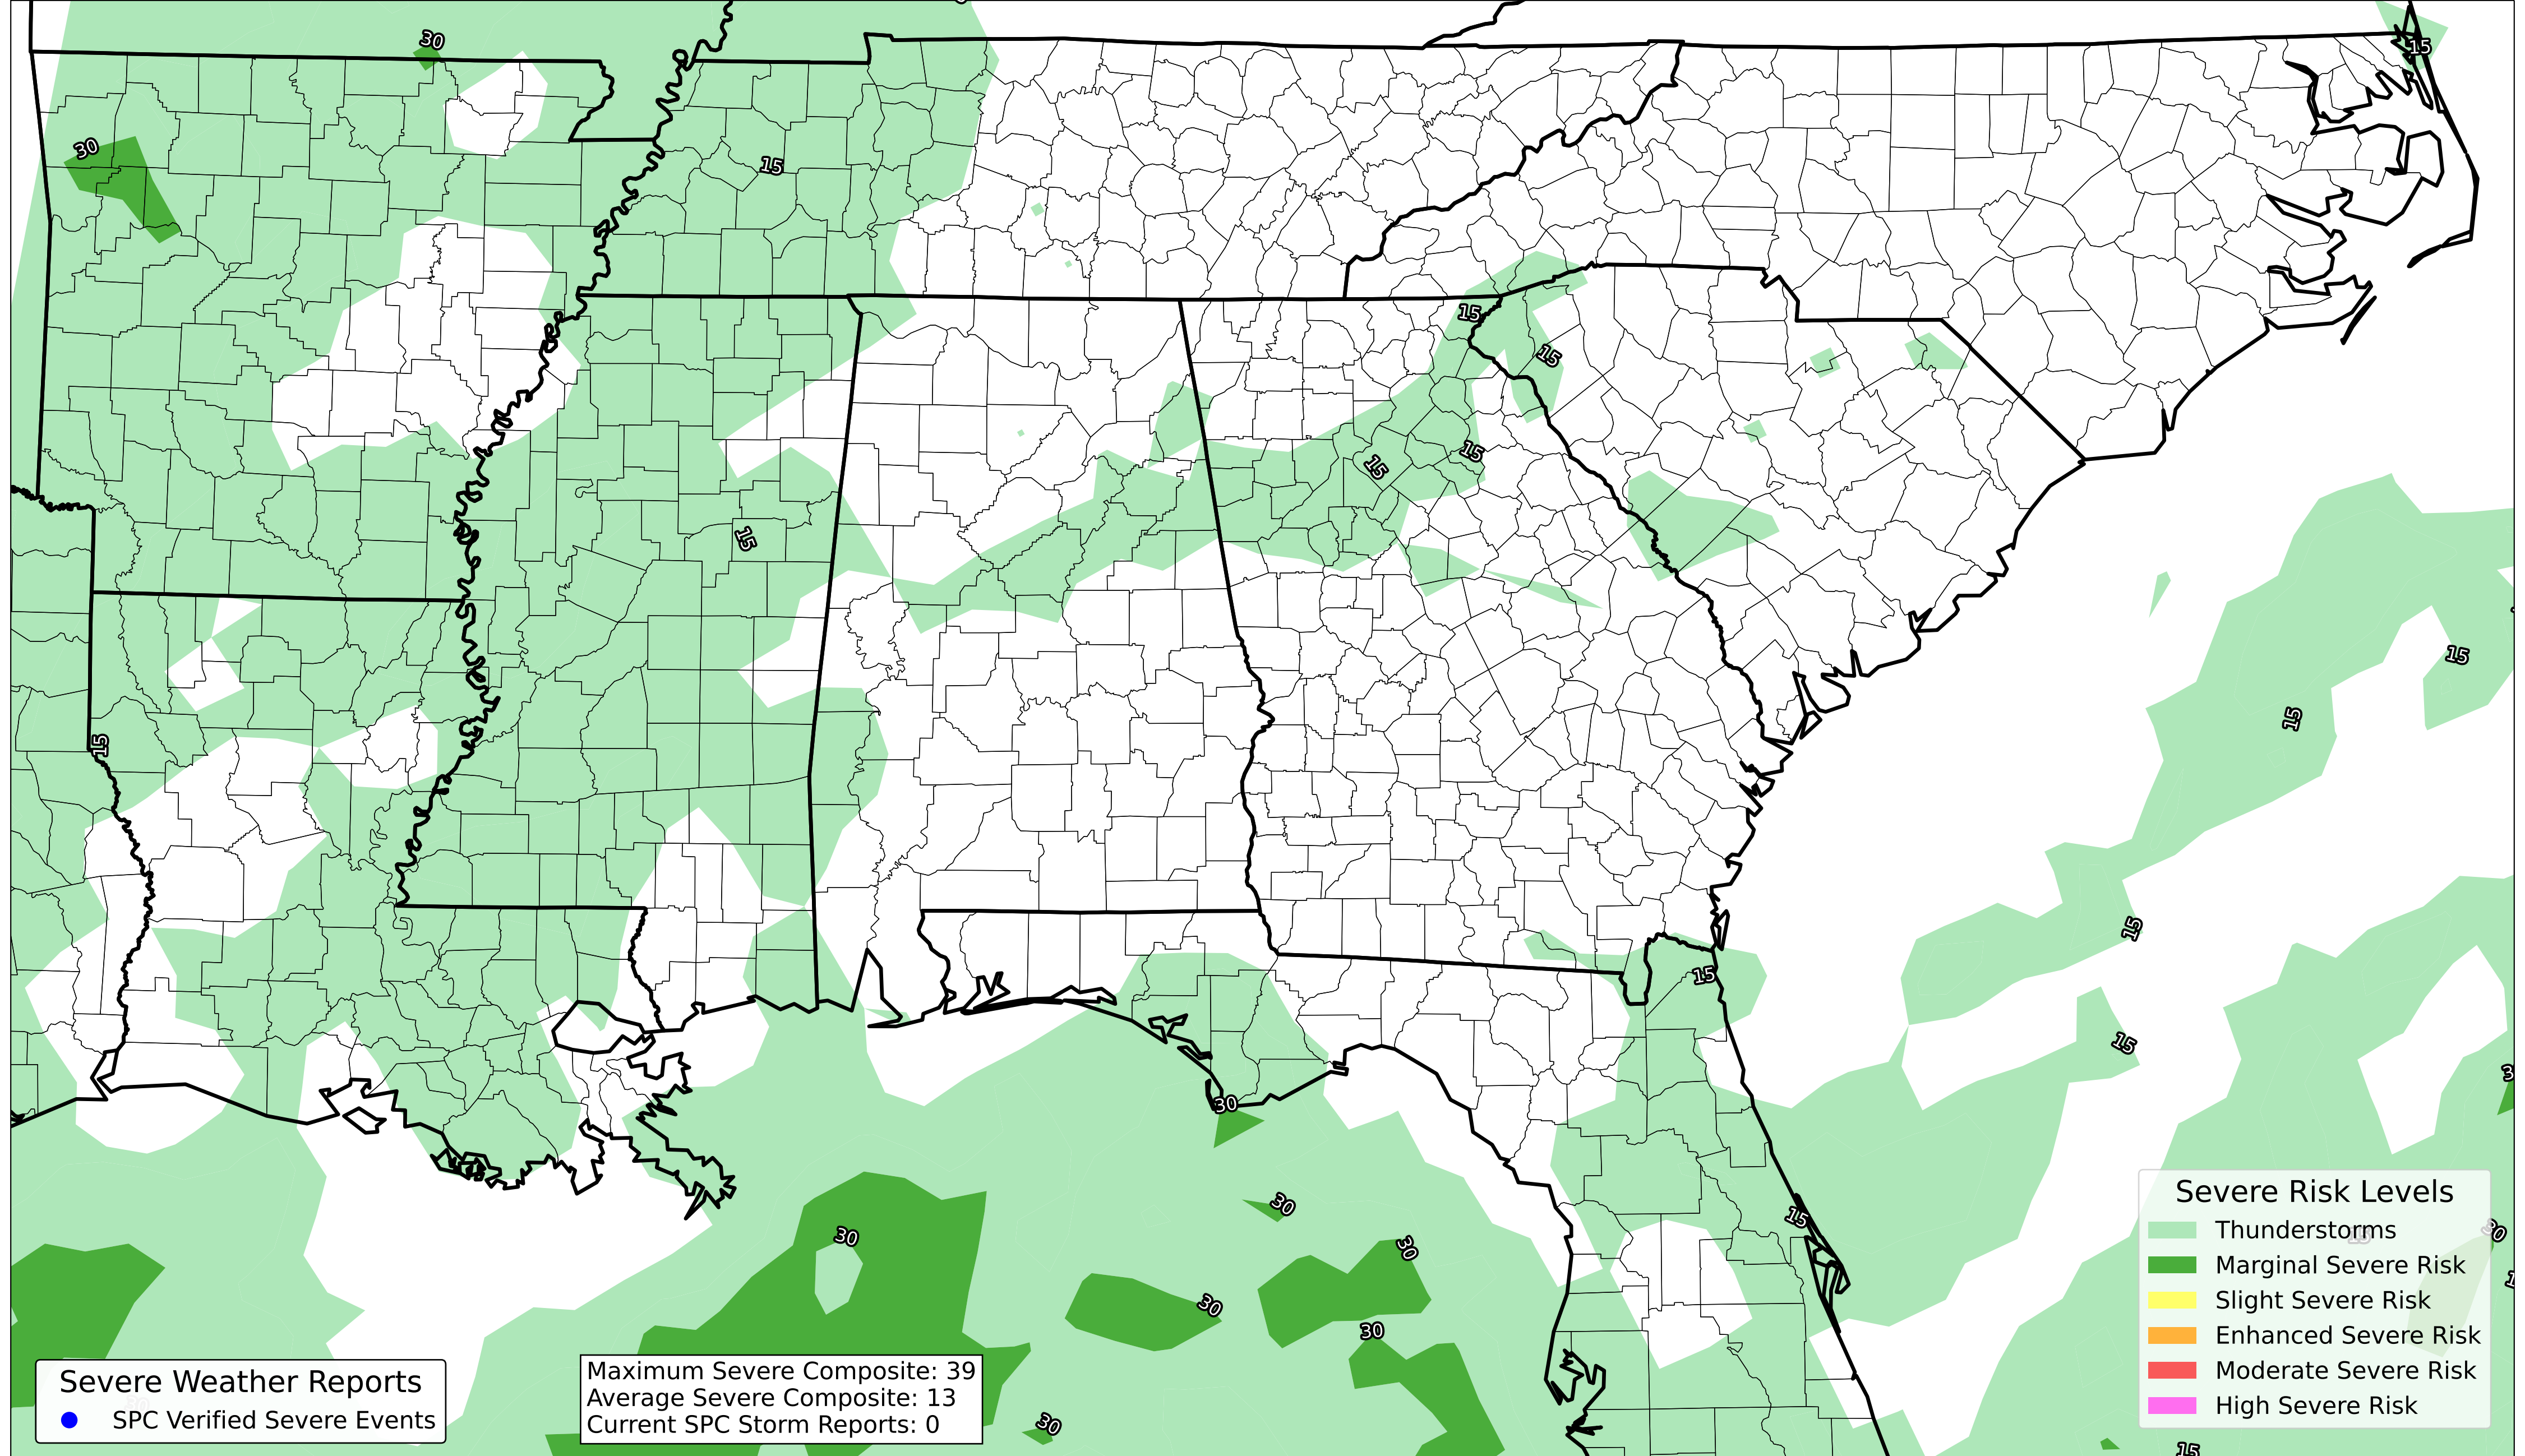 30
15
30
15
15
15
15
15
15
15
15
15
15
15
15
30
15
30
30
30
30
30
30
30
15
Severe Risk Levels
Thunderstorms
Marginal Severe Risk
Slight Severe Risk
Enhanced Severe Risk
Moderate Severe Risk
High Severe Risk
Severe Weather Reports
SPC Verified Severe Events
Maximum Severe Composite: 39
Average Severe Composite: 13
Current SPC Storm Reports: 0